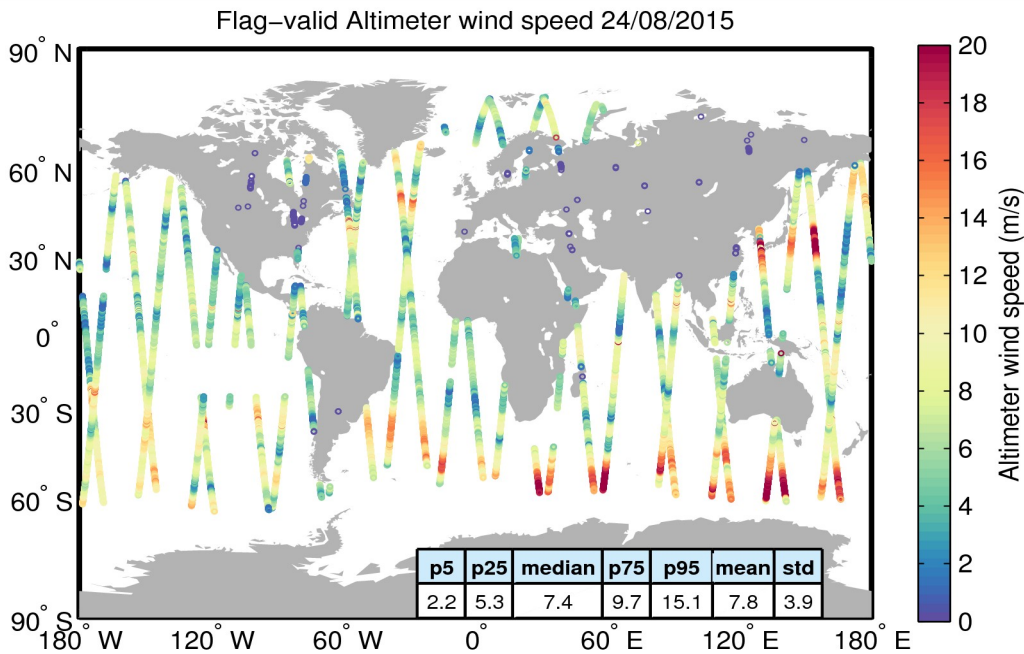 Flag−valid Altimeter wind speed 24/08/2015
90° N
60° N
30° N
0°
30° S
60° S
90° S
180° W
120° W
60° W
0°
60° E
120° E
180° E
p5 p25 median p75 p95 mean std
2.2 5.3 7.4 9.7 15.1 7.8 3.9
20
18
16
14
12
10
8
6
4
2
0
Altimeter wind speed (m/s)